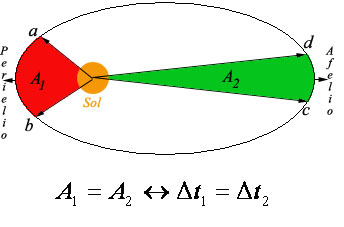 a
d
Perielio
A₁
Sol
A₂
Afelio
b
c
A₁ = A₂ ↔ Δt₁ = Δt₂